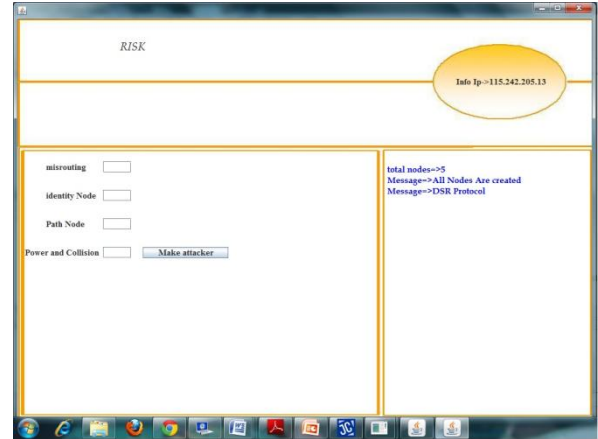 RISK
Info Ip->115.242.205.13
misrouting
identity Node
Path Node
Power and Collision
Make attacker
total nodes=>5
Message=>All Nodes Are created
Message=>DSR Protocol